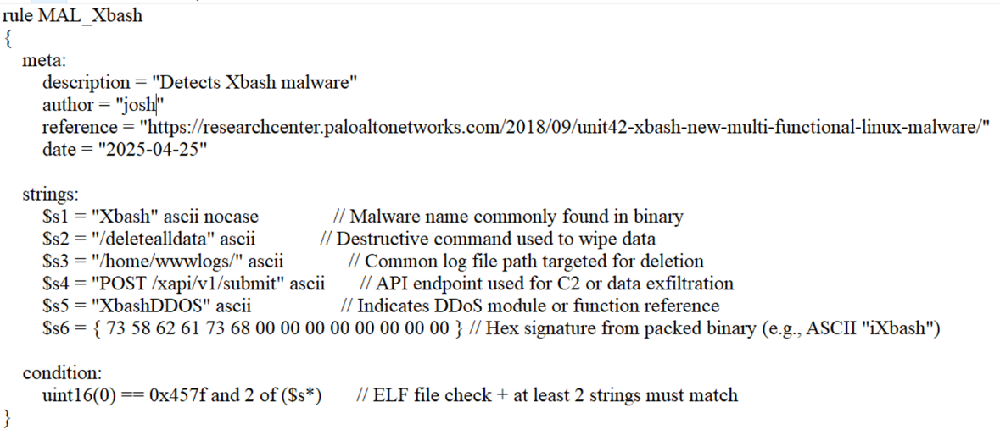 rule MAL_Xbash
{
meta:
description = "Detects Xbash malware"
author = "josh"
reference = "https://researchcenter.paloaltonetworks.com/2018/09/unit42-xbash-new-multi-functional-linux-malware/"
date = "2025-04-25"
strings:
$s1 = "Xbash" ascii nocase // Malware name commonly found in binary
$s2 = "/deletealldata" ascii // Destructive command used to wipe data
$s3 = "/home/wwwlogs/" ascii // Common log file path targeted for deletion
$s4 = "POST /xapi/v1/submit" ascii // API endpoint used for C2 or data exfiltration
$s5 = "XbashDDOS" ascii // Indicates DDoS module or function reference
$s6 = { 73 58 62 61 73 68 00 00 00 00 00 00 00 00 } // Hex signature from packed binary (e.g., ASCII "iXbash")
condition:
uint16(0) == 0x457f and 2 of ($s*) // ELF file check + at least 2 strings must match
}